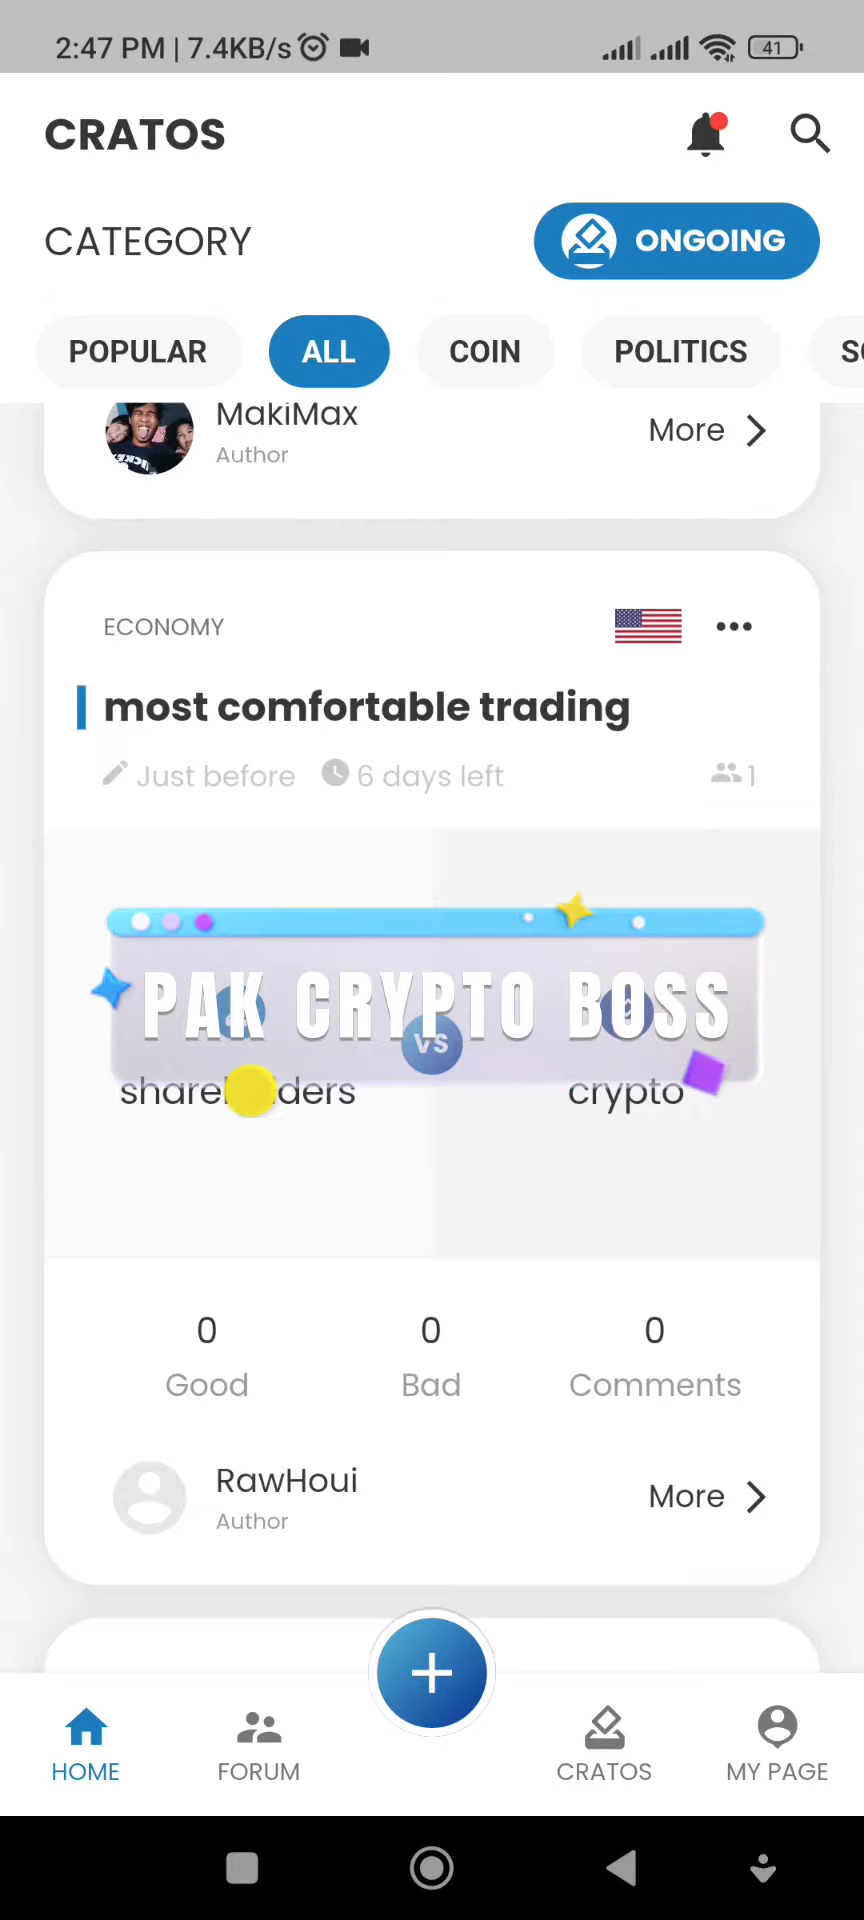 2:47 PM | 7.4KB/s
41
CRATOS
CATEGORY
ONGOING
POPULAR
ALL
COIN
POLITICS
MakiMax
Author
More
ECONOMY
most comfortable trading
Just before
6 days left
1
PAK CRYPTO BOSS
VS
crypto
0
0
0
Good
Bad
Comments
RawHoui
Author
More
HOME
FORUM
CRATOS
MY PAGE